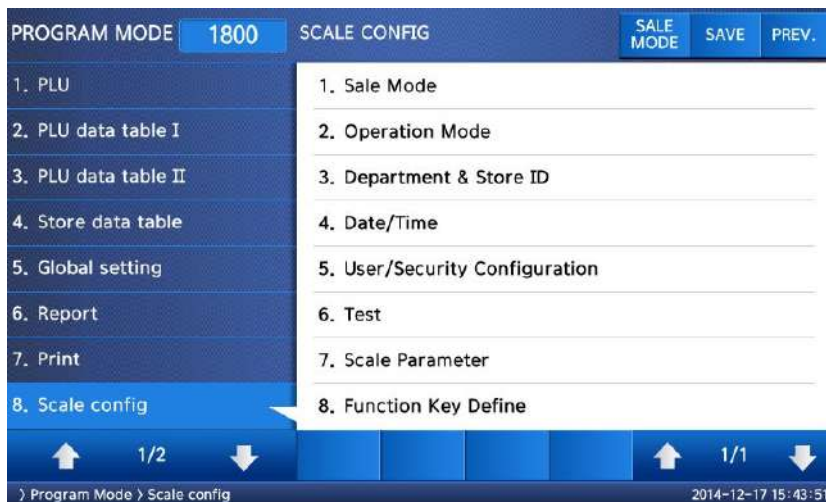 PROGRAM MODE 1800 SCALE CONFIG SALE MODE SAVE PREV.
1. PLU
2. PLU data table I
3. PLU data table II
4. Store data table
5. Global setting
6. Report
7. Print
8. Scale config
1. Sale Mode
2. Operation Mode
3. Department & Store ID
4. Date/Time
5. User/Security Configuration
6. Test
7. Scale Parameter
8. Function Key Define
1/2
1/1
〉Program Mode 〉Scale config
2014-12-17 15:43:51